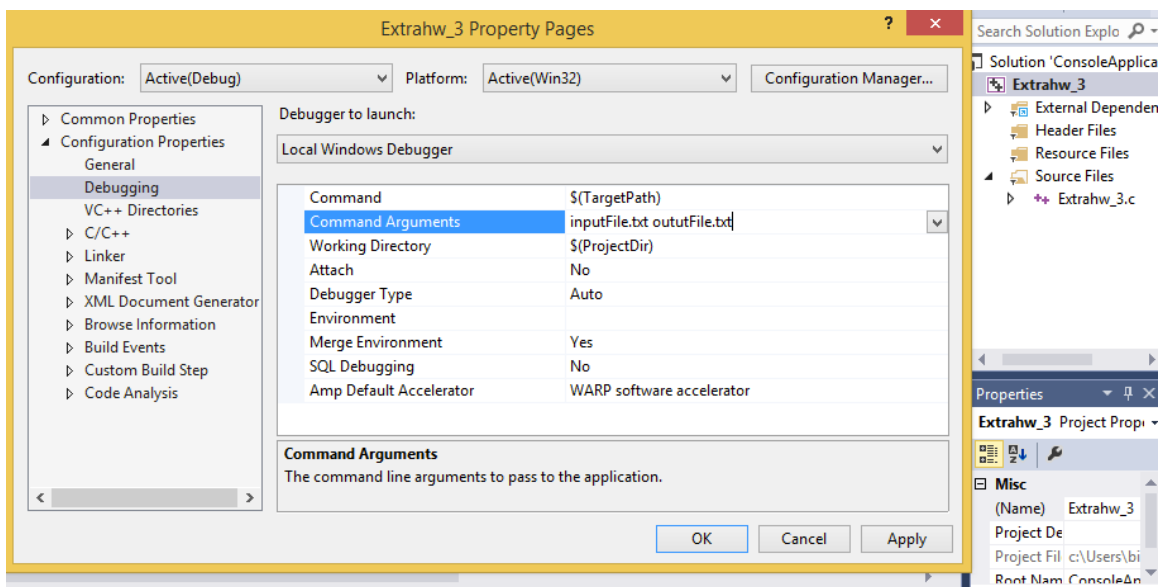 Extrahw_3 Property Pages
? ×
Configuration: Active(Debug) Platform: Active(Win32) Configuration Manager...
Common Properties
Configuration Properties
General
Debugging
VC++ Directories
C/C++
Linker
Manifest Tool
XML Document Generator
Browse Information
Build Events
Custom Build Step
Code Analysis
Debugger to launch:
Local Windows Debugger
Command $(TargetPath)
Command Arguments inputFile.txt oututFile.txt
Working Directory $(ProjectDir)
Attach No
Debugger Type Auto
Environment
Merge Environment Yes
SQL Debugging No
Amp Default Accelerator WARP software accelerator
Command Arguments
The command line arguments to pass to the application.
OK Cancel Apply
Search Solution Explo
Solution 'ConsoleApplica
Extrahw_3
External Dependen
Header Files
Resource Files
Source Files
Extrahw_3.c
Properties
Extrahw_3 Project Prop
Misc
(Name) Extrahw_3
Project De
Project Fil c:\Users\bi
Root Nam ConsoleAp